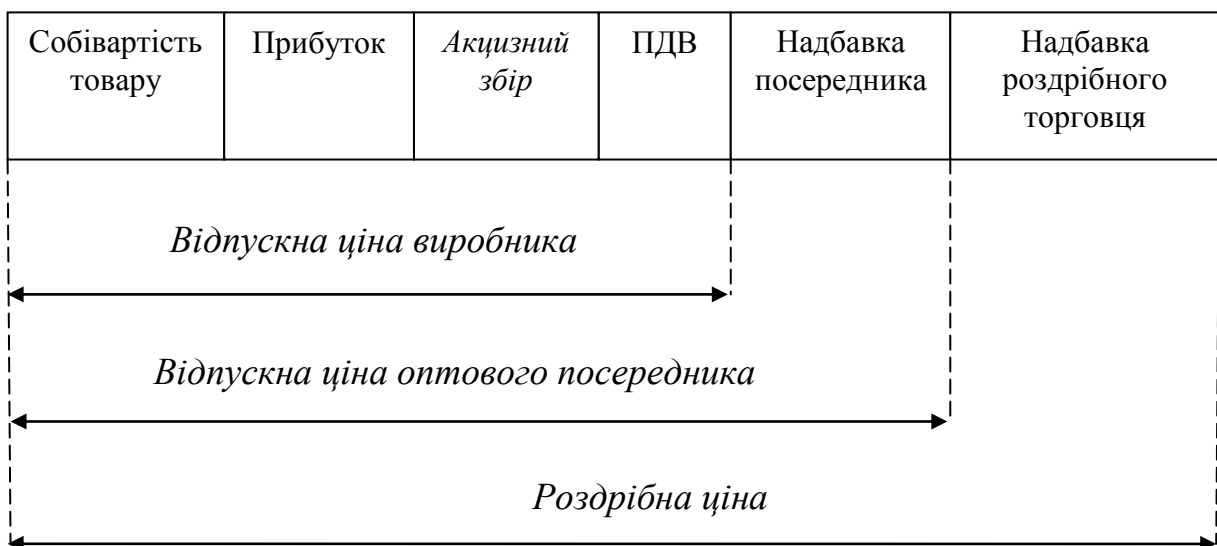 Собівартість
товару
Прибуток
Акцизний
збір
ПДВ
Надбавка
посередника
Надбавка
роздрібного
торговця
Відпускна ціна виробника
Відпускна ціна оптового посередника
Роздрібна ціна